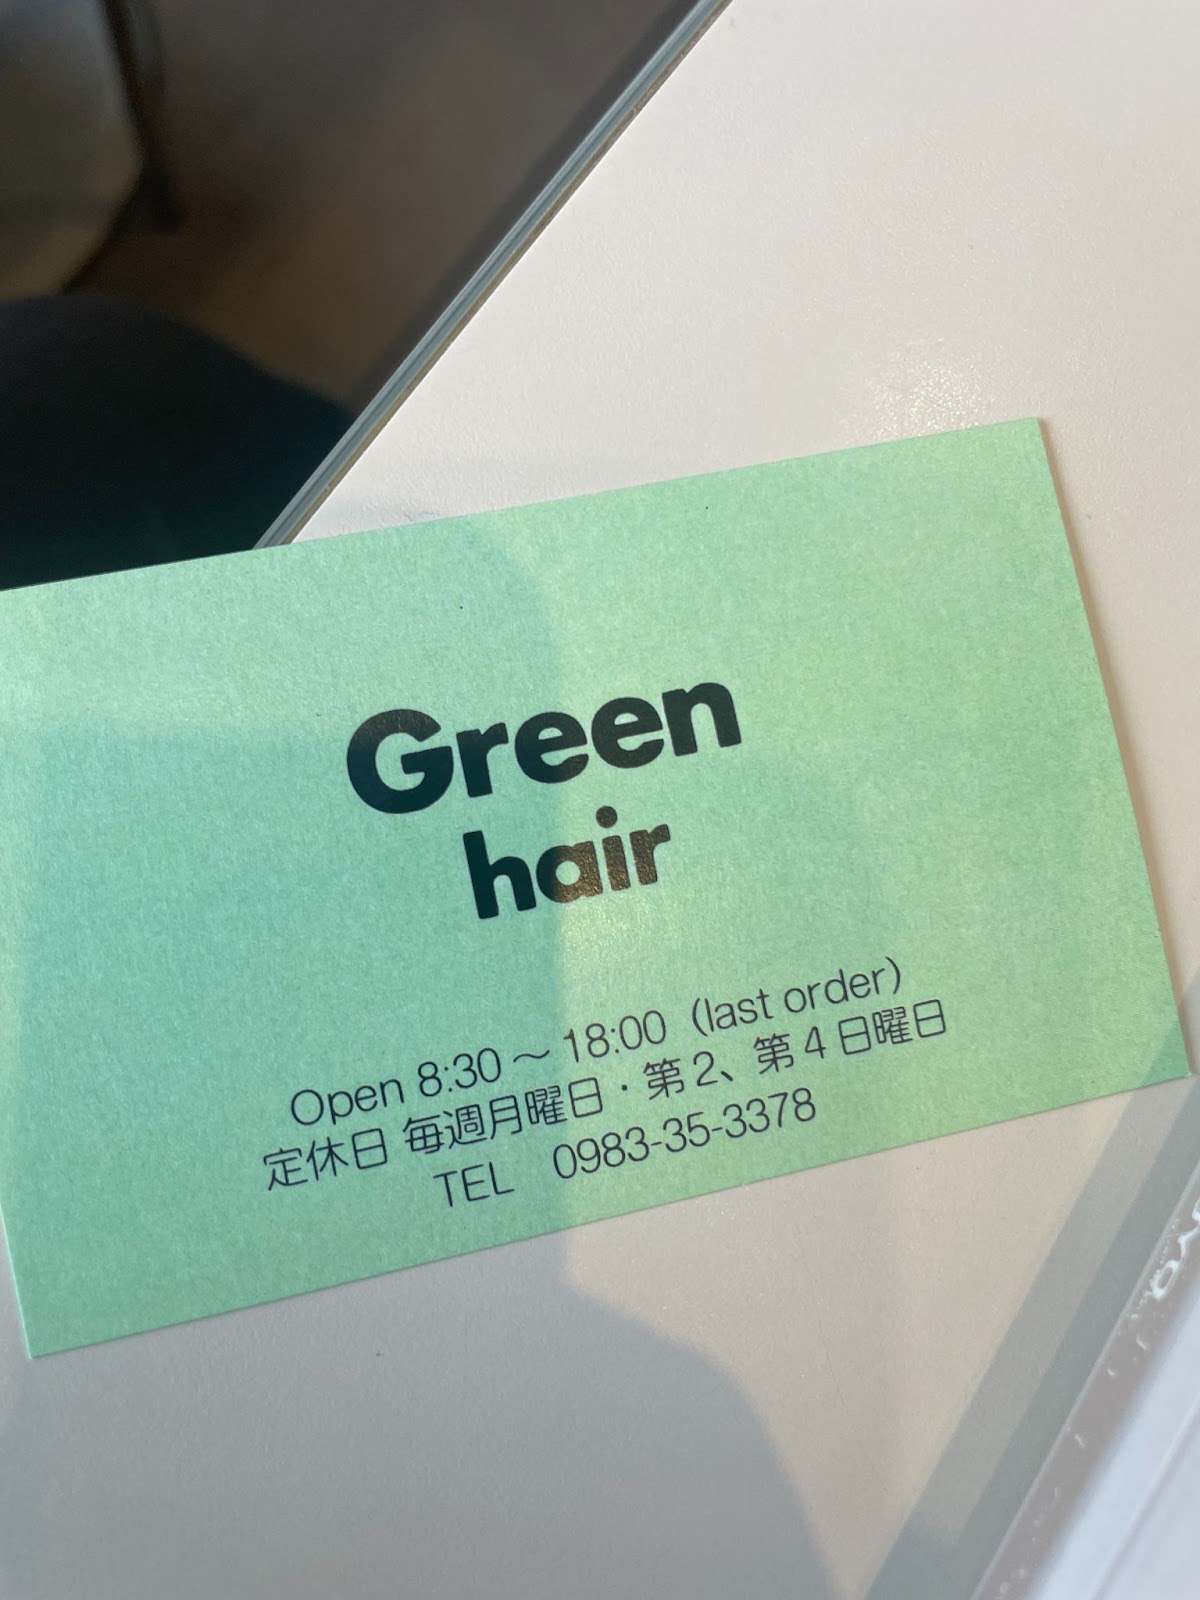 Green
hair
Open 8:30～18:00（last order）
定休日 毎週月曜日・第2、第4日曜日
TEL　0983-35-3378